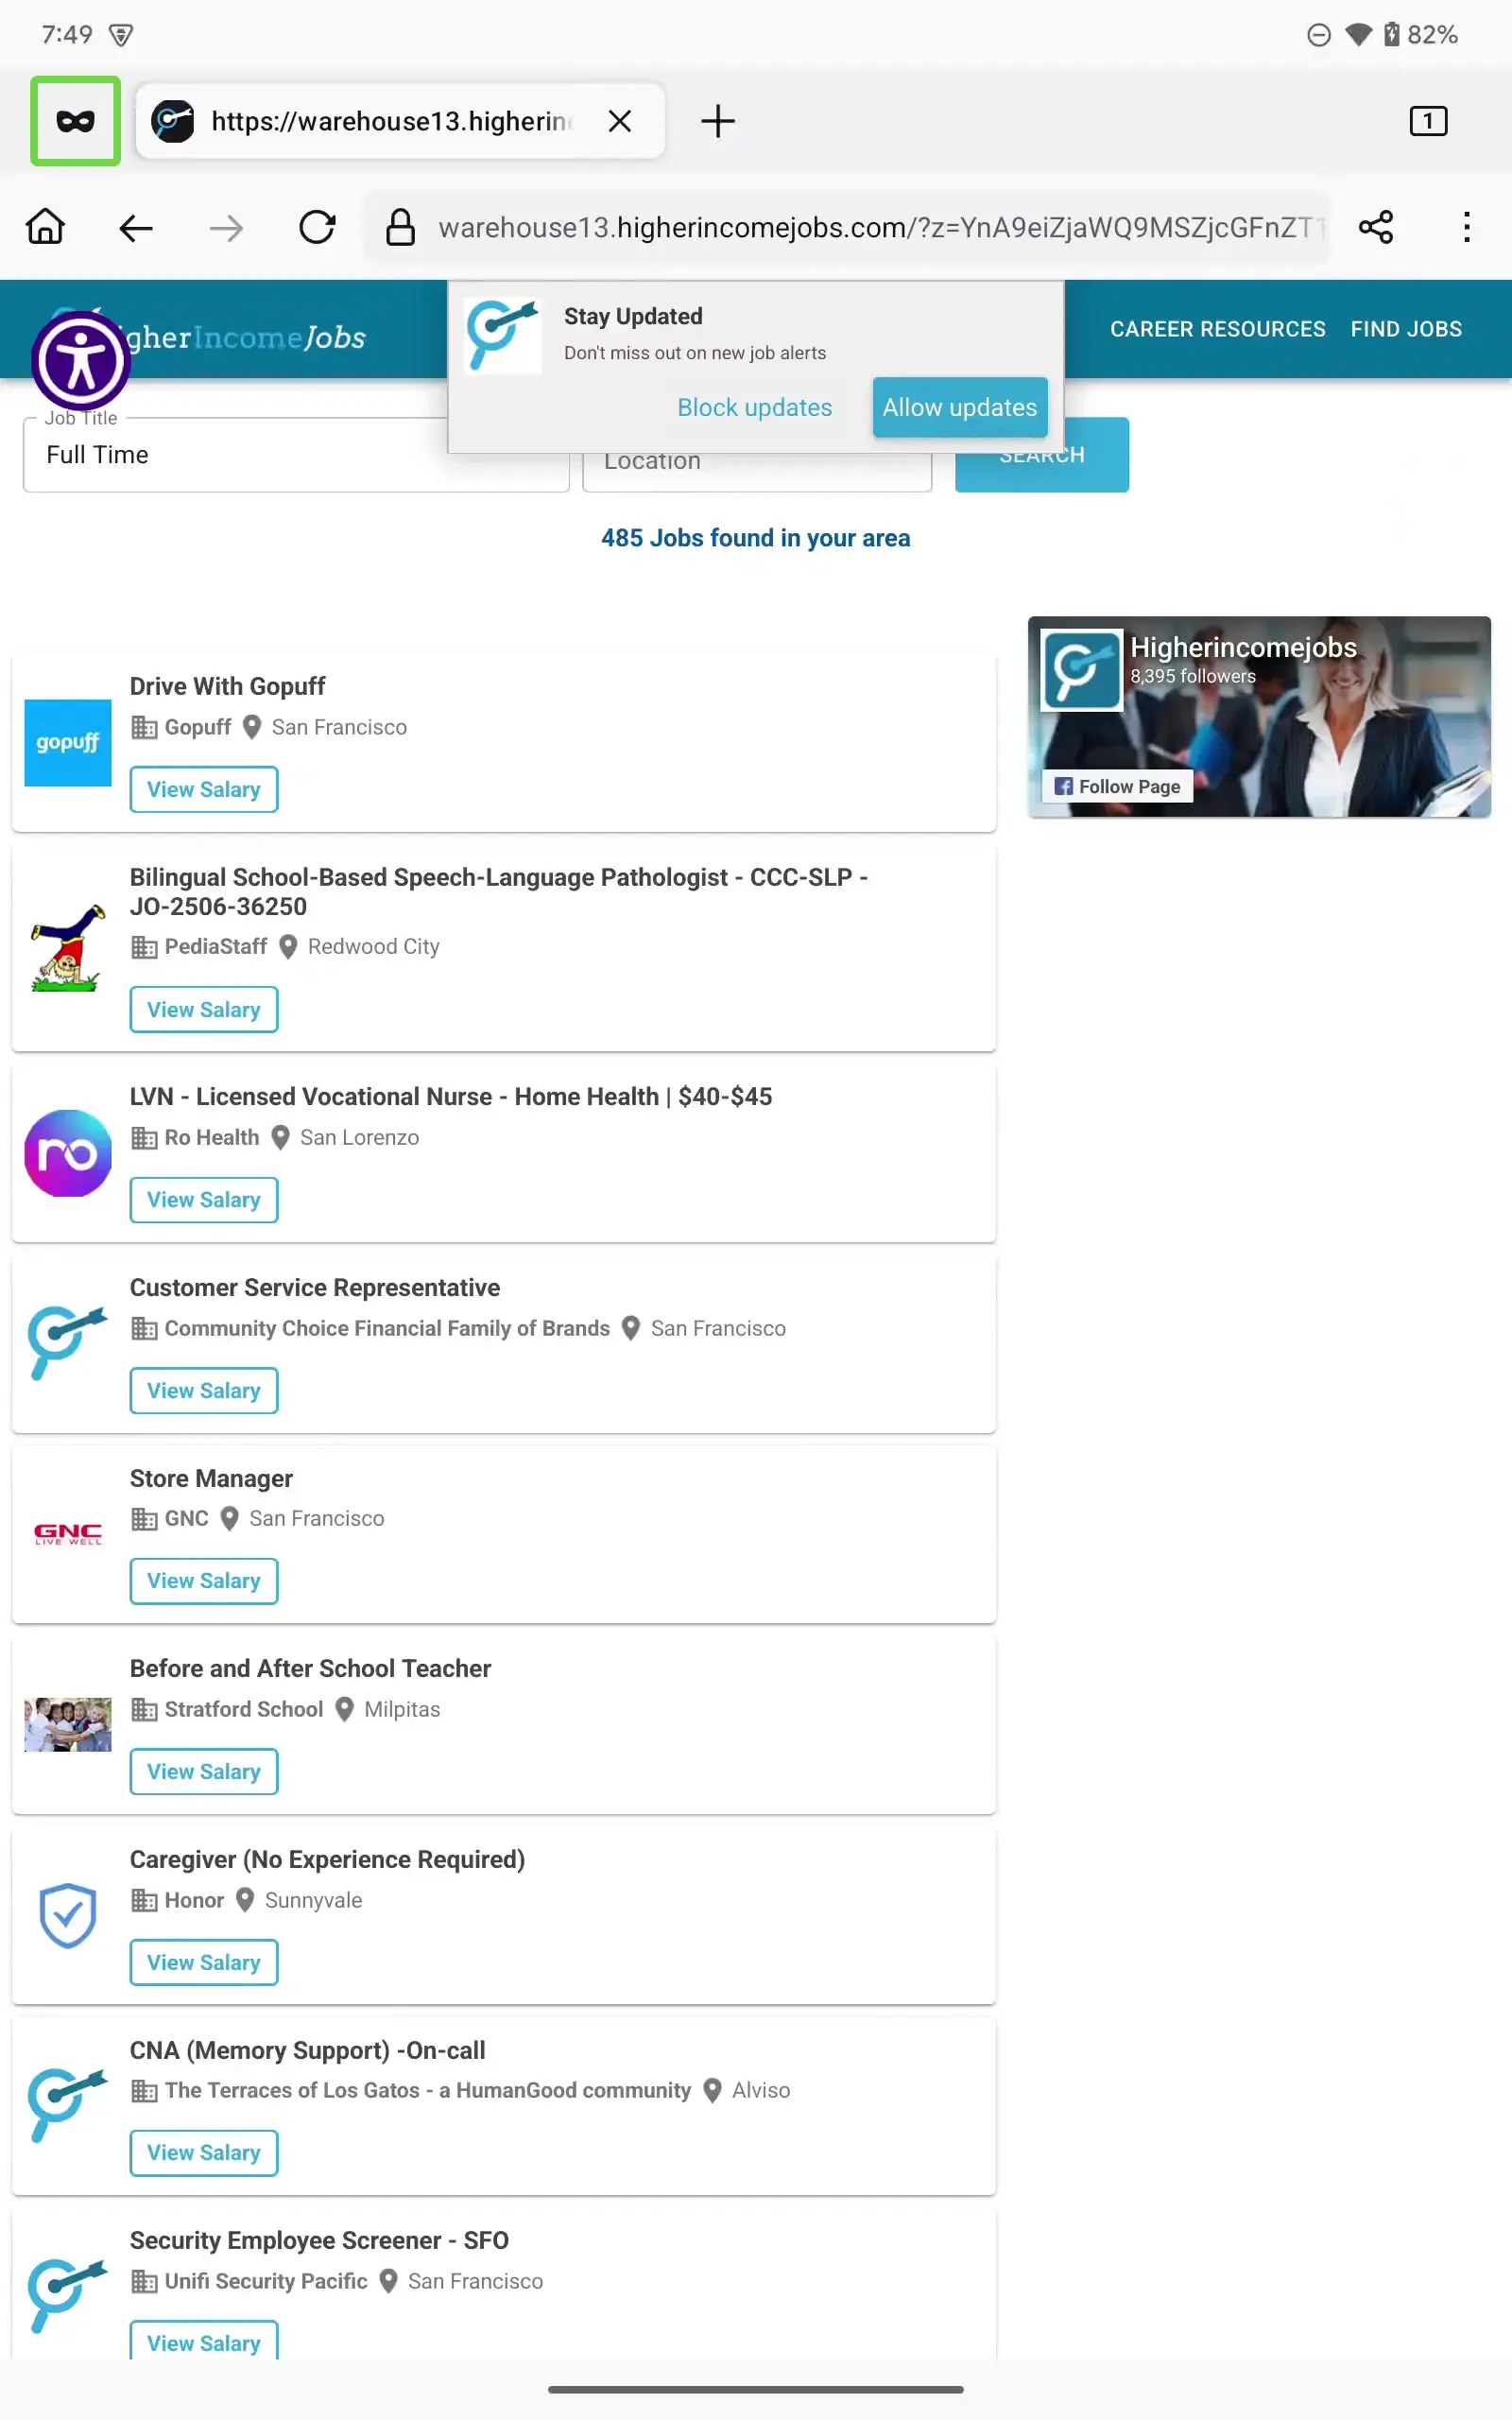 7:49
82%
https://warehouse13.higherin
1
warehouse13.higherincomejobs.com/?z=YnA9eiZjaWQ9MSZjcGFnZT1
gherIncomeJobs
Stay Updated
Don't miss out on new job alerts
Block updates
Allow updates
CAREER RESOURCES
FIND JOBS
Job Title
Full Time
Location
SEARCH
485 Jobs found in your area
Higherincomejobs
8,395 followers
Follow Page
gopuff
Drive With Gopuff
Gopuff San Francisco
View Salary
Bilingual School-Based Speech-Language Pathologist - CCC-SLP -
JO-2506-36250
PediaStaff Redwood City
View Salary
ro
LVN - Licensed Vocational Nurse - Home Health | $40-$45
Ro Health San Lorenzo
View Salary
Customer Service Representative
Community Choice Financial Family of Brands San Francisco
View Salary
GNC
LIVE WELL
Store Manager
GNC San Francisco
View Salary
Before and After School Teacher
Stratford School Milpitas
View Salary
Caregiver (No Experience Required)
Honor Sunnyvale
View Salary
CNA (Memory Support) -On-call
The Terraces of Los Gatos - a HumanGood community Alviso
View Salary
Security Employee Screener - SFO
Unifi Security Pacific San Francisco
View Salary